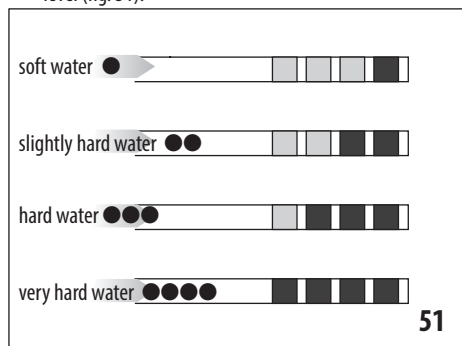 level (fig. 51).
soft water
slightly hard water
hard water
very hard water
51